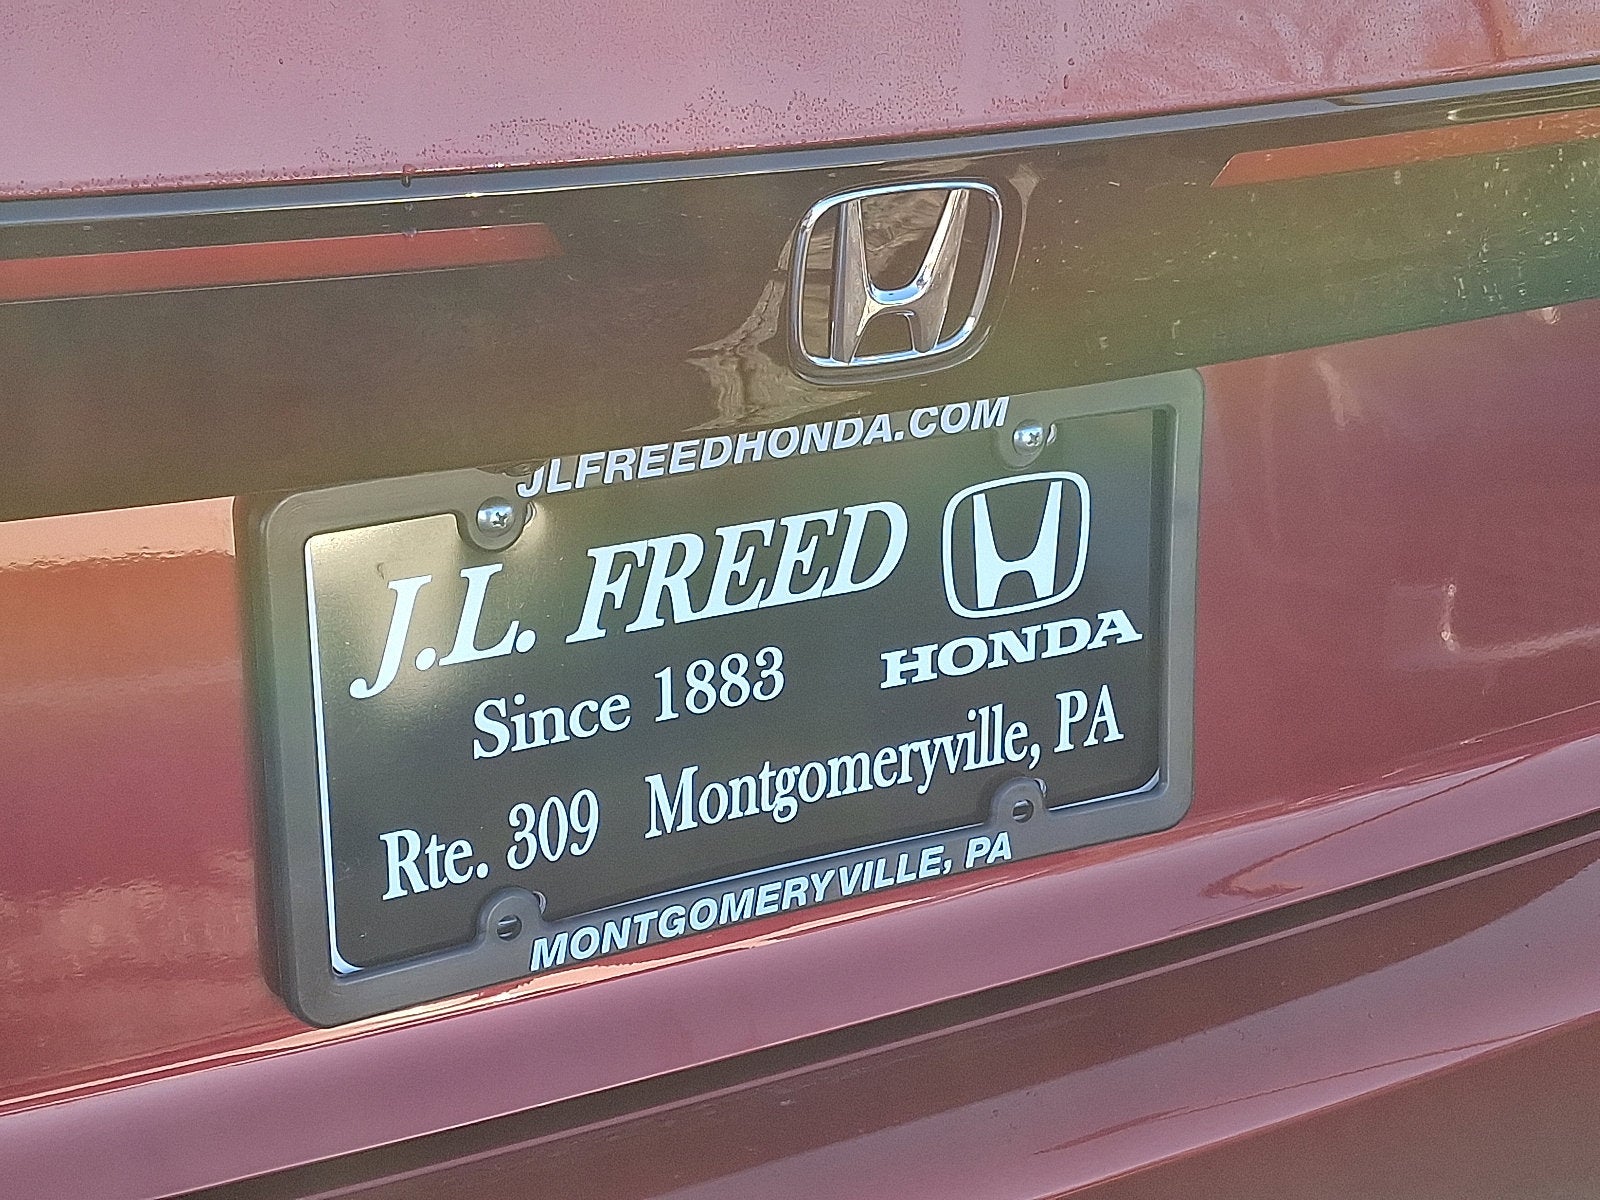 JLFREEDHONDA.COM
J.L. FREED
HONDA
Since 1883
Rte. 309 Montgomeryville, PA
MONTGOMERYVILLE, PA